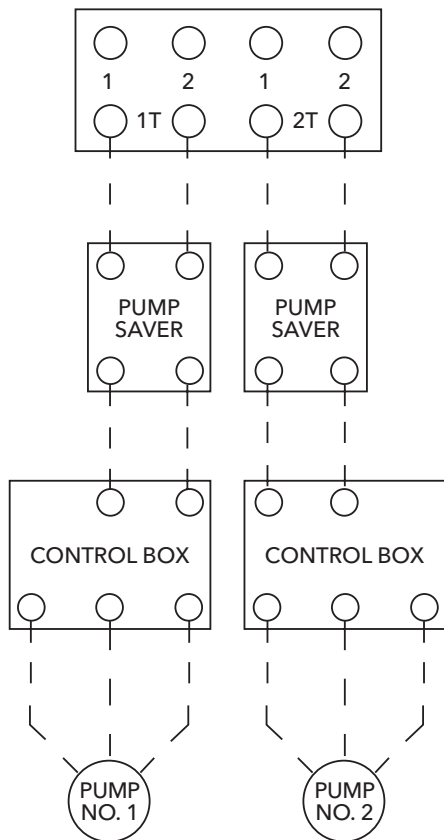 1 2 1 2
1T 2T
PUMP SAVER
PUMP SAVER
CONTROL BOX
CONTROL BOX
PUMP NO. 1
PUMP NO. 2